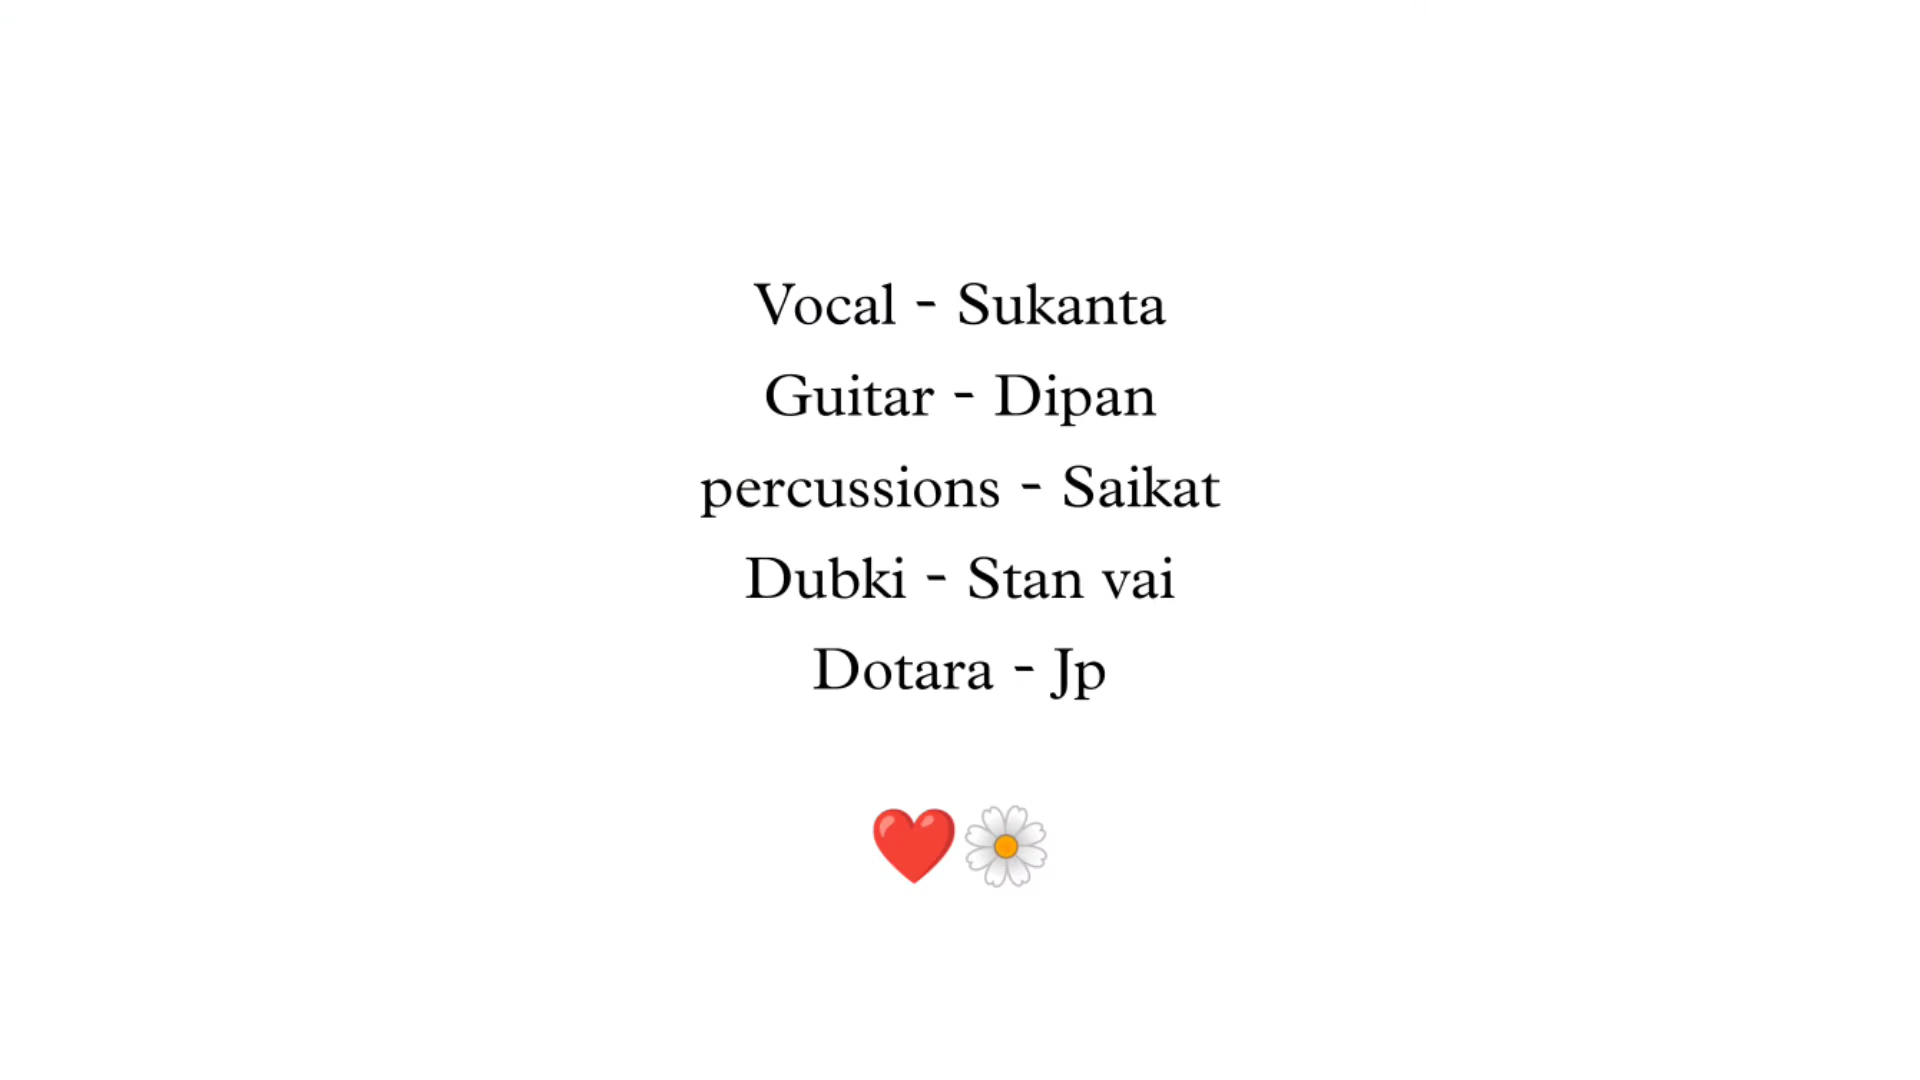 Vocal - Sukanta
Guitar - Dipan
percussions - Saikat
Dubki - Stan vai
Dotara - Jp
❤️🌼